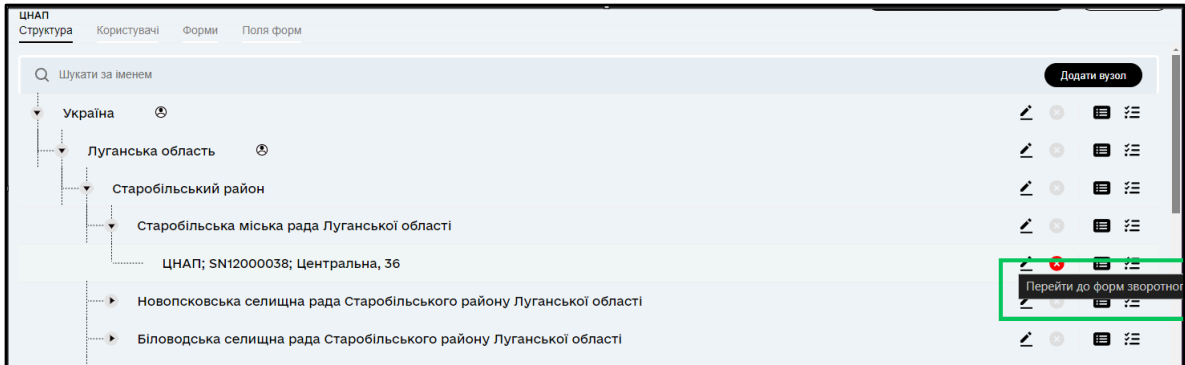 ЦНАП
Структура Користувачі Форми Поля форм
Шукати за іменем Додати вузол
Україна
Луганська область
Старобільський район
Старобільська міська рада Луганської області
ЦНАП; SN12000038; Центральна, 36
Перейти до форм зворотног
Новопсковська селищна рада Старобільського району Луганської області
Біловодська селищна рада Старобільського району Луганської області